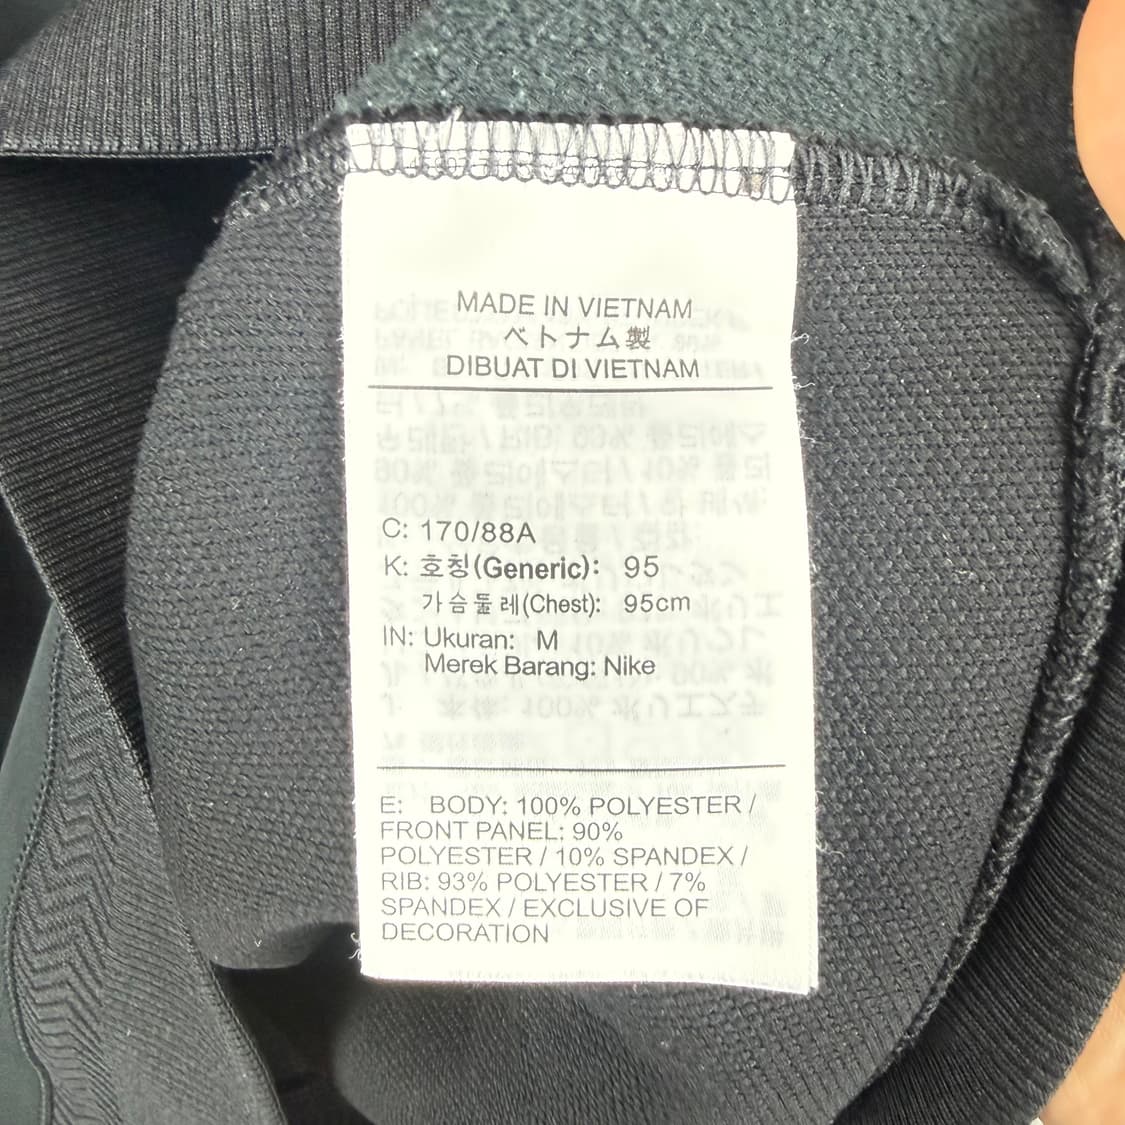 MADE IN VIETNAM
ベトナム製
DIBUAT DI VIETNAM
C: 170/88A
K: 호칭(Generic): 95
가슴둘레(Chest): 95cm
IN: Ukuran: M
Merek Barang: Nike
E: BODY: 100% POLYESTER /
FRONT PANEL: 90%
POLYESTER / 10% SPANDEX /
RIB: 93% POLYESTER / 7%
SPANDEX / EXCLUSIVE OF
DECORATION